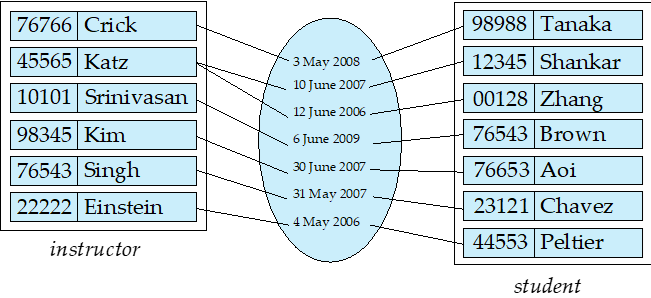 76766 Crick
45565 Katz
10101 Srinivasan
98345 Kim
76543 Singh
22222 Einstein
instructor
3 May 2008
10 June 2007
12 June 2006
6 June 2009
30 June 2007
31 May 2007
4 May 2006
98988 Tanaka
12345 Shankar
00128 Zhang
76543 Brown
76653 Aoi
23121 Chavez
44553 Peltier
student